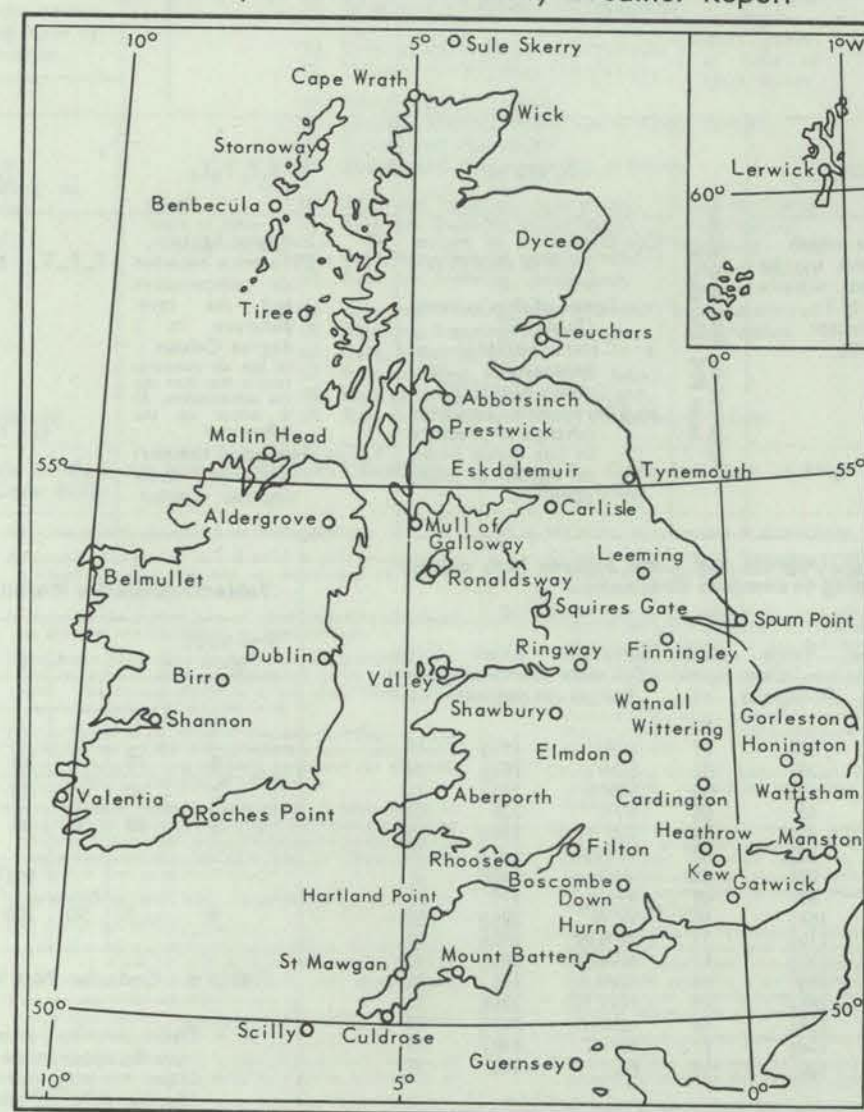 Weather Report
10°
5°
Sule Skerry
1°W
Cape Wrath
Wick
Stornoway
Lerwick
60°
Benbecula
Dyce
Tiree
Leuchars
0°
Abbotsinch
Malin Head
Prestwick
55°
Eskdalemuir
Tynemouth
55°
Aldergrove
Mull of
Galloway
Carlisle
Belmullet
Ronaldsway
Leeming
Squires Gate
Spurn Point
Dublin
Ringway
Finningley
Birr
Valley
Watnall
Shannon
Shawbury
Wittering
Gorleston
Elmdon
Honington
Valentia
Aberporth
Cardington
Wattisham
Roches Point
Heathrow
Manston
Rhoose
Filton
Kew
Boscombe
Down
Gatwick
Hartland Point
Hurn
St Mawgan
Mount Batten
50°
50°
Scilly
Culdrose
Guernsey
10°
5°
0°